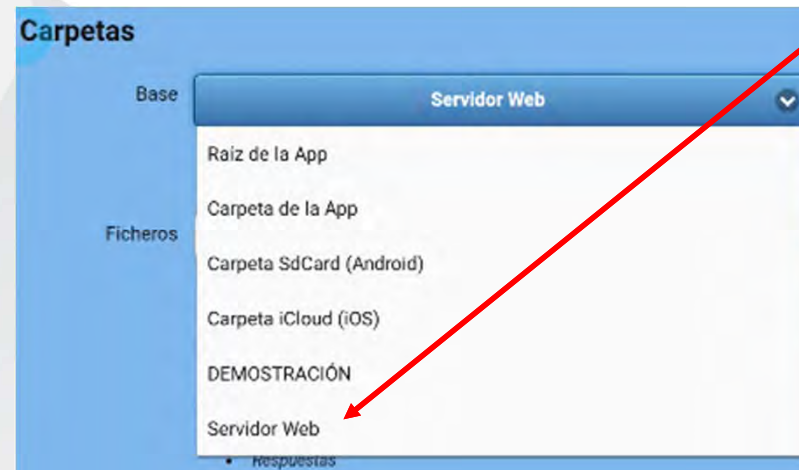 Carpetas
Base
Servidor Web
Raiz de la App
Carpeta de la App
Ficheros
Carpeta SdCard (Android)
Carpeta iCloud (iOS)
DEMOSTRACIÓN
Servidor Web
Respuestas